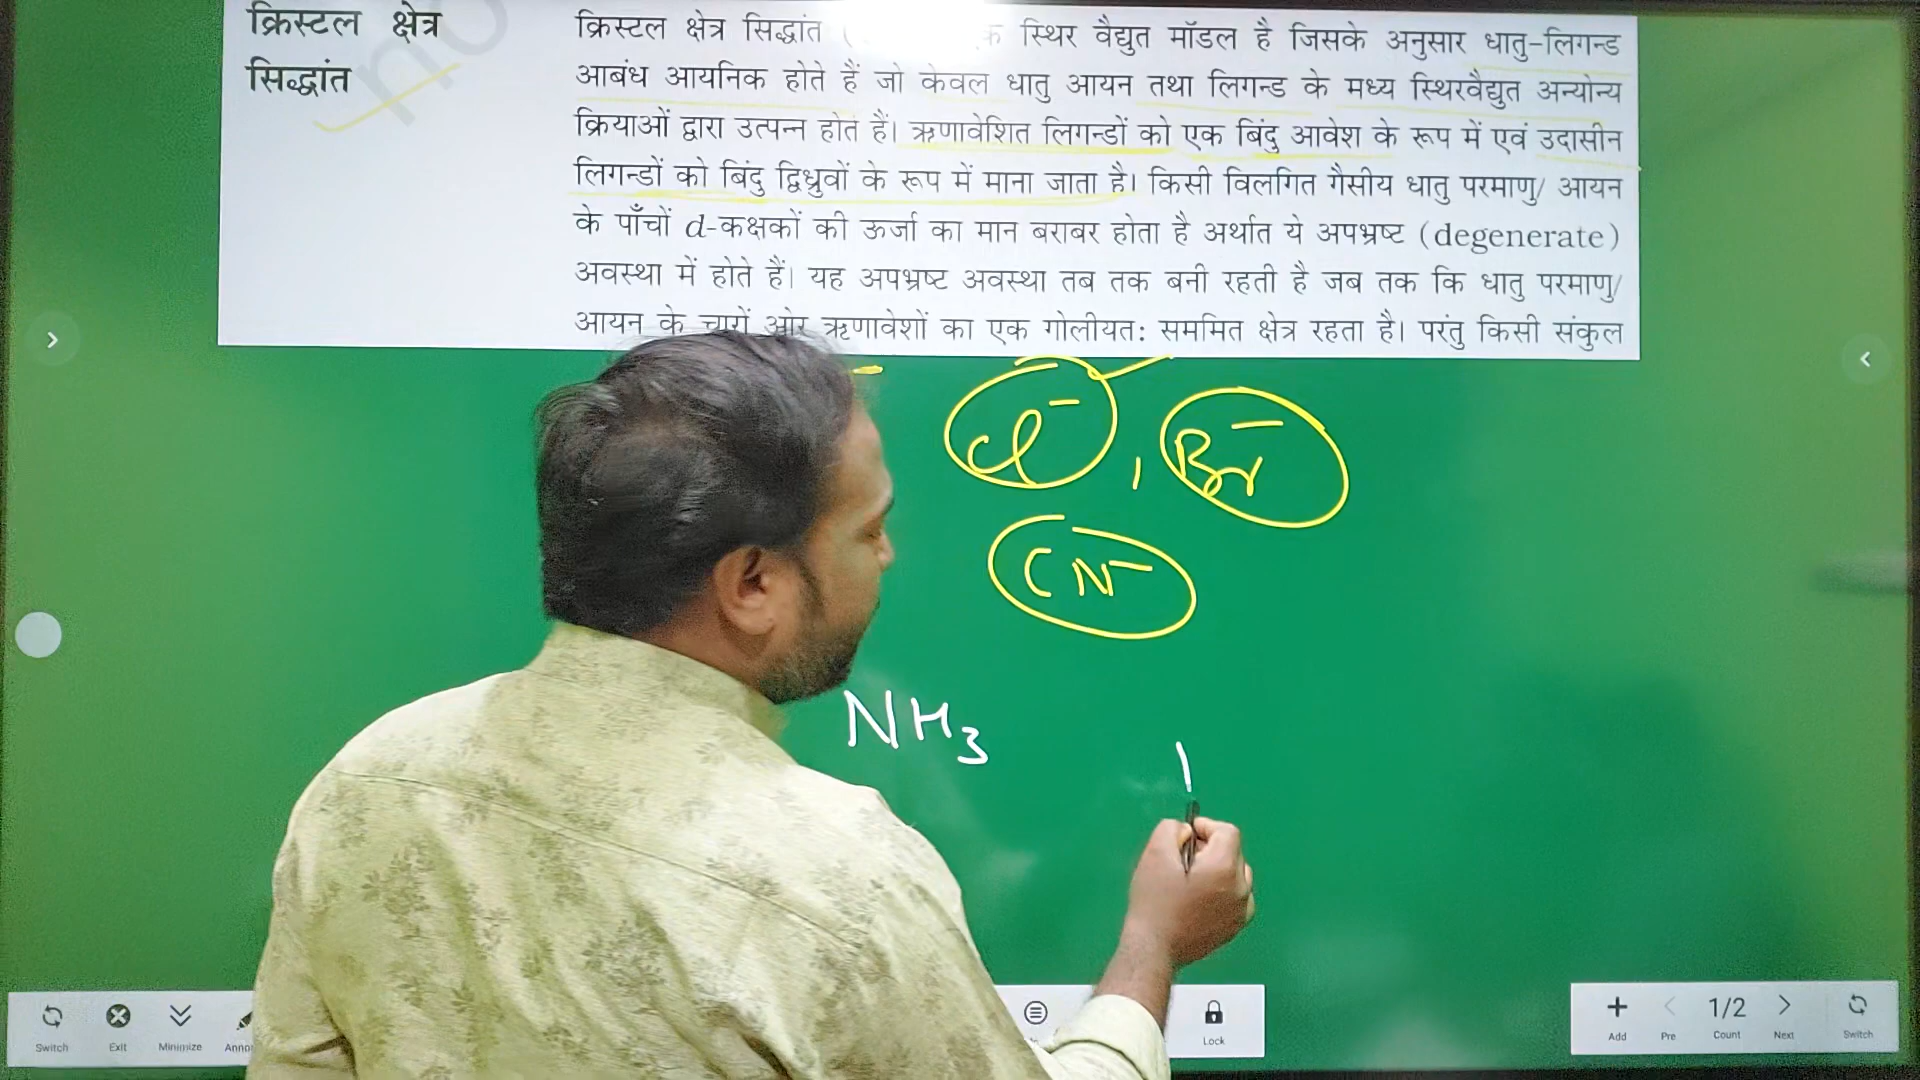 क्रिस्टल क्षेत्र
सिद्धांत
क्रिस्टल क्षेत्र सिद्धांत ( स्थिर वैद्युत मॉडल है जिसके अनुसार धातु-लिगन्ड
आबंध आयनिक होते हैं जो केवल धातु आयन तथा लिगन्ड के मध्य स्थिरवैद्युत अन्योन्य
क्रियाओं द्वारा उत्पन्न होते हैं। ऋणावेशित लिगन्डों को एक बिंदु आवेश के रूप में एवं उदासीन
लिगन्डों को बिंदु द्विध्रुवों के रूप में माना जाता है। किसी विलगित गैसीय धातु परमाणु/ आयन
के पाँचों d-कक्षकों की ऊर्जा का मान बराबर होता है अर्थात ये अपभ्रष्ट (degenerate)
अवस्था में होते हैं। यह अपभ्रष्ट अवस्था तब तक बनी रहती है जब तक कि धातु परमाणु/
आयन के चारों ओर ऋणावेशों का एक गोलीयत: सममित क्षेत्र रहता है। परंतु किसी संकुल
Cl⁻, Br⁻
CN⁻
NH₃
Switch Exit Minimize Lock Add Pre 1/2 Count Next Switch